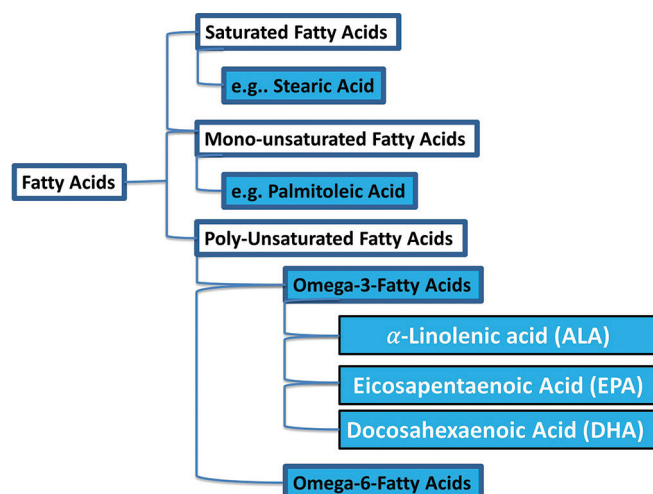 Saturated Fatty Acids
e.g.. Stearic Acid
Mono-unsaturated Fatty Acids
Fatty Acids
e.g. Palmitoleic Acid
Poly-Unsaturated Fatty Acids
Omega-3-Fatty Acids
𝛼-Linolenic acid (ALA)
Eicosapentaenoic Acid (EPA)
Docosahexaenoic Acid (DHA)
Omega-6-Fatty Acids